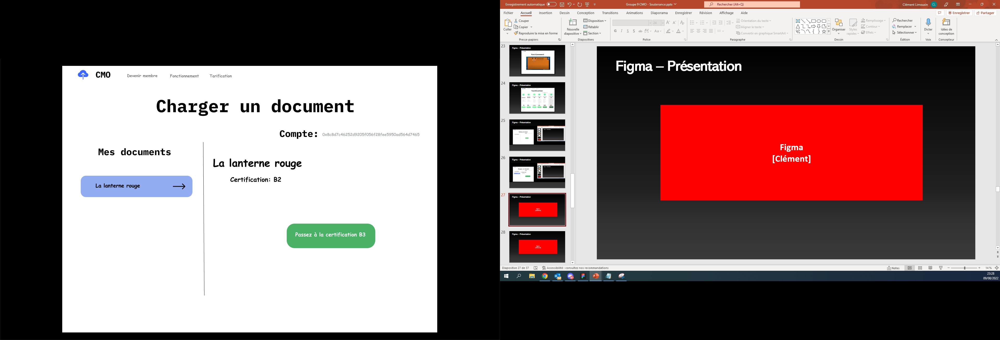 CMO
Devenir membre
Fonctionnement
Tarification
Charger un document
Compte: 0x8c8d7c46252d9205f056f28fee5950ad564d7465
Mes documents
La lanterne rouge
La lanterne rouge
Certification: B2
Passez à la certification B3
Enregistrement automatique
Groupe 9 CMO - Soutenance.pptx
Rechercher (Alt+Q)
Clément Limousin
CL
Fichier
Accueil
Insertion
Dessin
Conception
Transitions
Animations
Diaporama
Enregistrer
Révision
Affichage
Aide
Enregistrer
Partager
Coller
Couper
Copier
Reproduire la mise en forme
Presse-papiers
Nouvelle
diapositive
Disposition
Rétablir
Section
Diapositives
24
G I S S ab AV Aa A
Police
Orientation du texte
Aligner le texte
Convertir en graphique SmartArt
Paragraphe
Organiser
Styles
rapides
Remplissage
Contour
Effets
Dessin
Rechercher
Remplacer
Sélectionner
Édition
Dicter
Voix
Idées de
conception
Concepteur
23
Figma – Présentation
Fonctionnement
24
Figma – Présentation
Tarification
25
Figma – Présentation
26
Figma – Présentation
Charger un document
27
Figma – Présentation
Figma
[Clément]
28
Figma – Présentation
Figma
[Clément]
Figma – Présentation
Figma
[Clément]
Diapositive 27 de 37
Accessibilité : consultez nos recommandations
Notes
14 %
23:28
09/08/2022